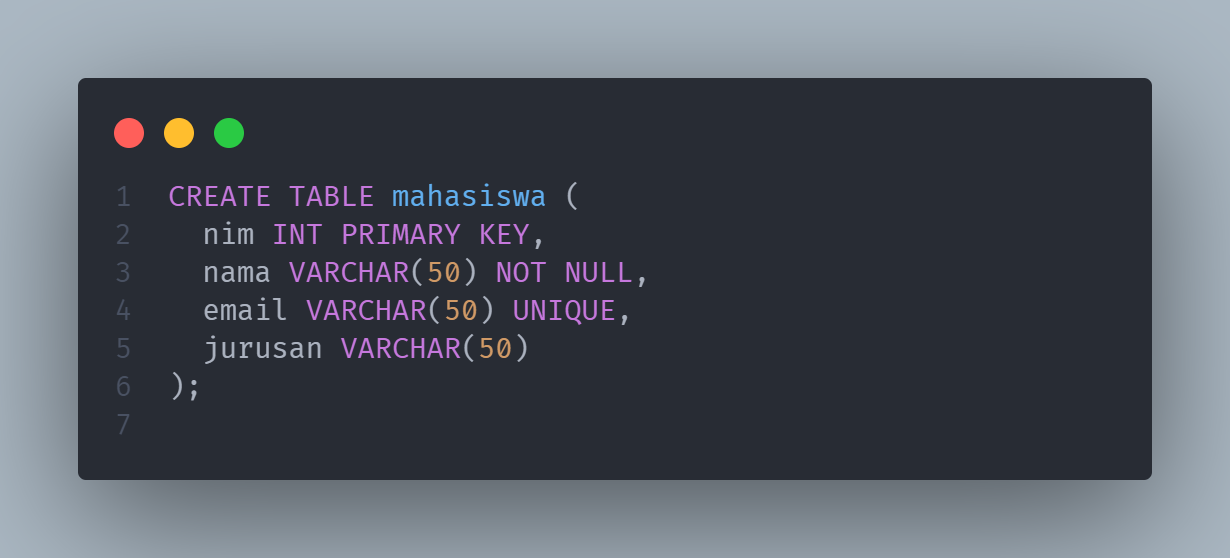 1 CREATE TABLE mahasiswa (
2   nim INT PRIMARY KEY,
3   nama VARCHAR(50) NOT NULL,
4   email VARCHAR(50) UNIQUE,
5   jurusan VARCHAR(50)
6 );
7